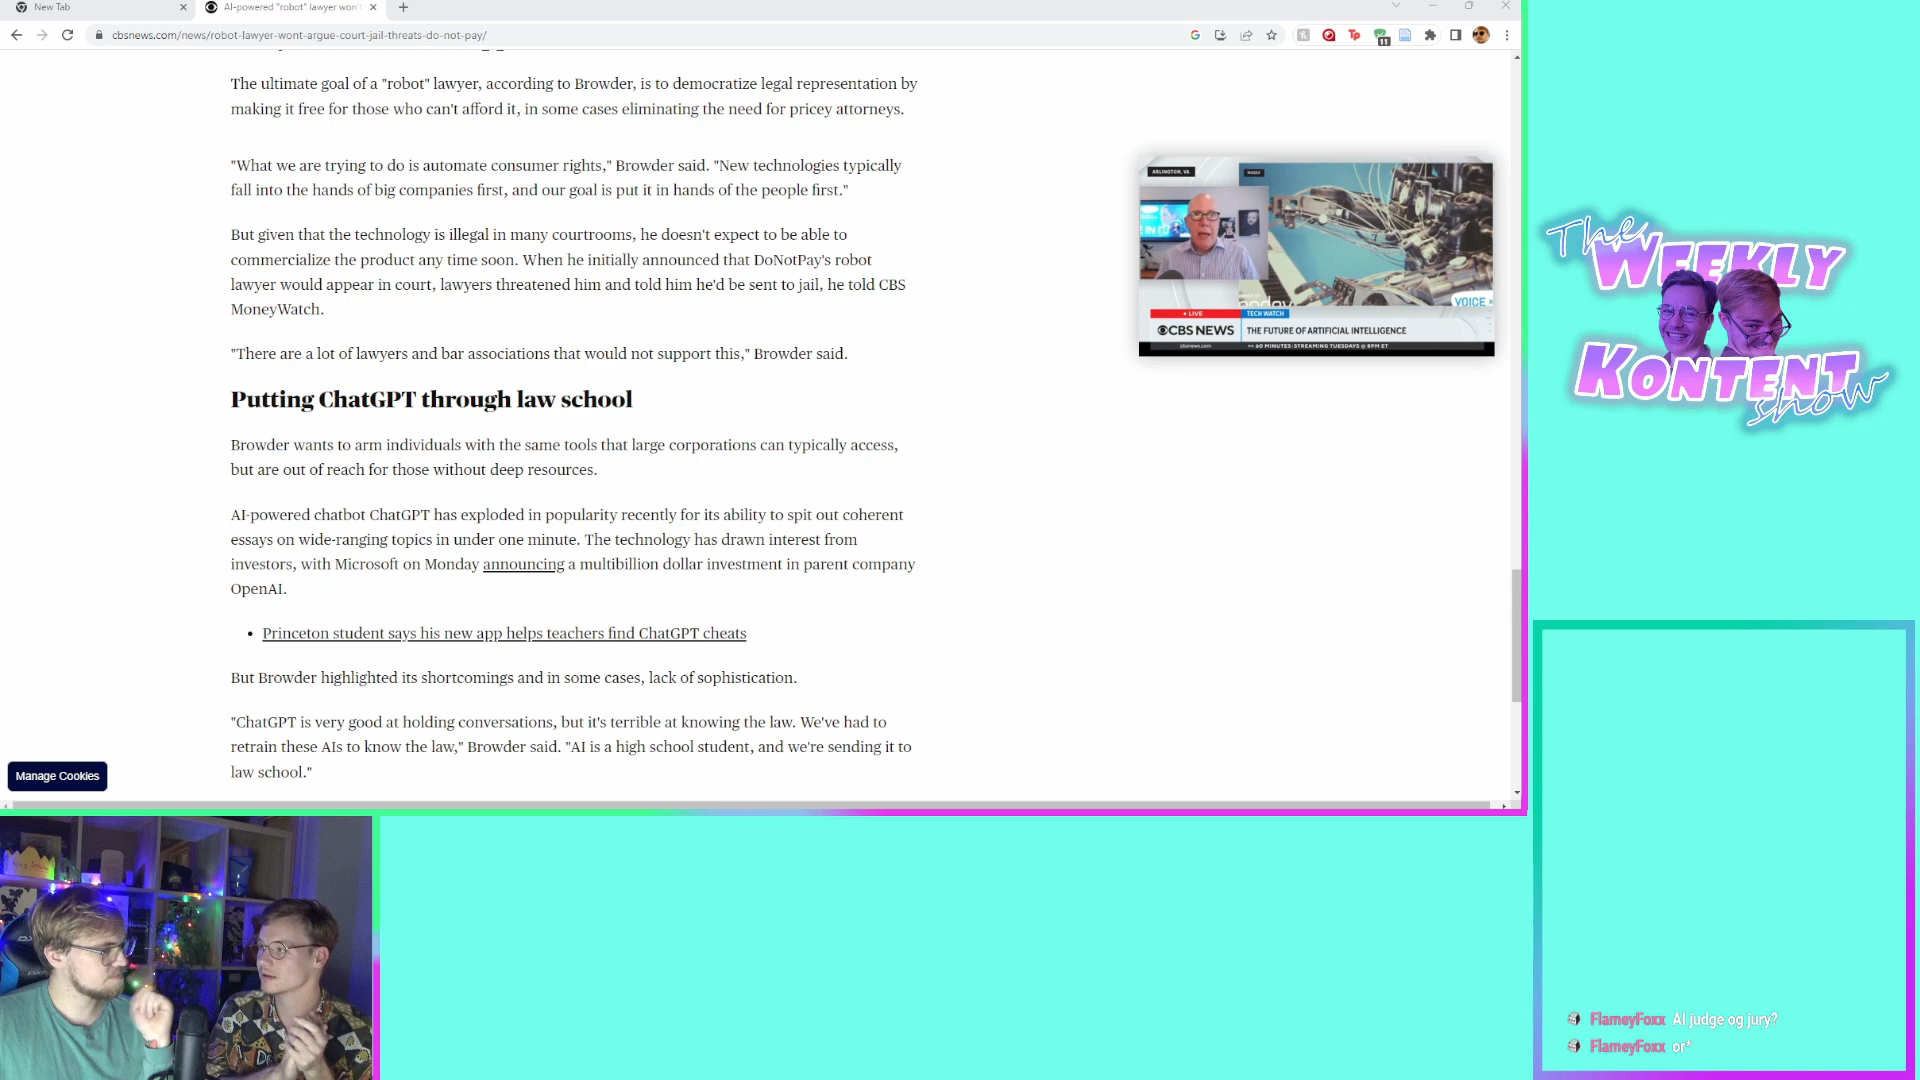 New Tab
AI-powered "robot" lawyer won't
cbsnews.com/news/robot-lawyer-wont-argue-court-jail-threats-do-not-pay/
11
The ultimate goal of a "robot" lawyer, according to Browder, is to democratize legal representation by
making it free for those who can't afford it, in some cases eliminating the need for pricey attorneys.
"What we are trying to do is automate consumer rights," Browder said. "New technologies typically
fall into the hands of big companies first, and our goal is put it in hands of the people first."
But given that the technology is illegal in many courtrooms, he doesn't expect to be able to
commercialize the product any time soon. When he initially announced that DoNotPay's robot
lawyer would appear in court, lawyers threatened him and told him he'd be sent to jail, he told CBS
MoneyWatch.
"There are a lot of lawyers and bar associations that would not support this," Browder said.
Putting ChatGPT through law school
Browder wants to arm individuals with the same tools that large corporations can typically access,
but are out of reach for those without deep resources.
AI-powered chatbot ChatGPT has exploded in popularity recently for its ability to spit out coherent
essays on wide-ranging topics in under one minute. The technology has drawn interest from
investors, with Microsoft on Monday announcing a multibillion dollar investment in parent company
OpenAI.
• Princeton student says his new app helps teachers find ChatGPT cheats
But Browder highlighted its shortcomings and in some cases, lack of sophistication.
"ChatGPT is very good at holding conversations, but it's terrible at knowing the law. We've had to
retrain these AIs to know the law," Browder said. "AI is a high school student, and we're sending it to
law school."
Manage Cookies
ARLINGTON, VA.
VOICE
LIVE
TECH WATCH
CBS NEWS
THE FUTURE OF ARTIFICIAL INTELLIGENCE
cbsnews.com
>> 60 MINUTES: STREAMING TUESDAYS @ 8PM ET
The
WEEKLY
KONTENT
show
FlameyFoxx AI judge og jury?
FlameyFoxx or*